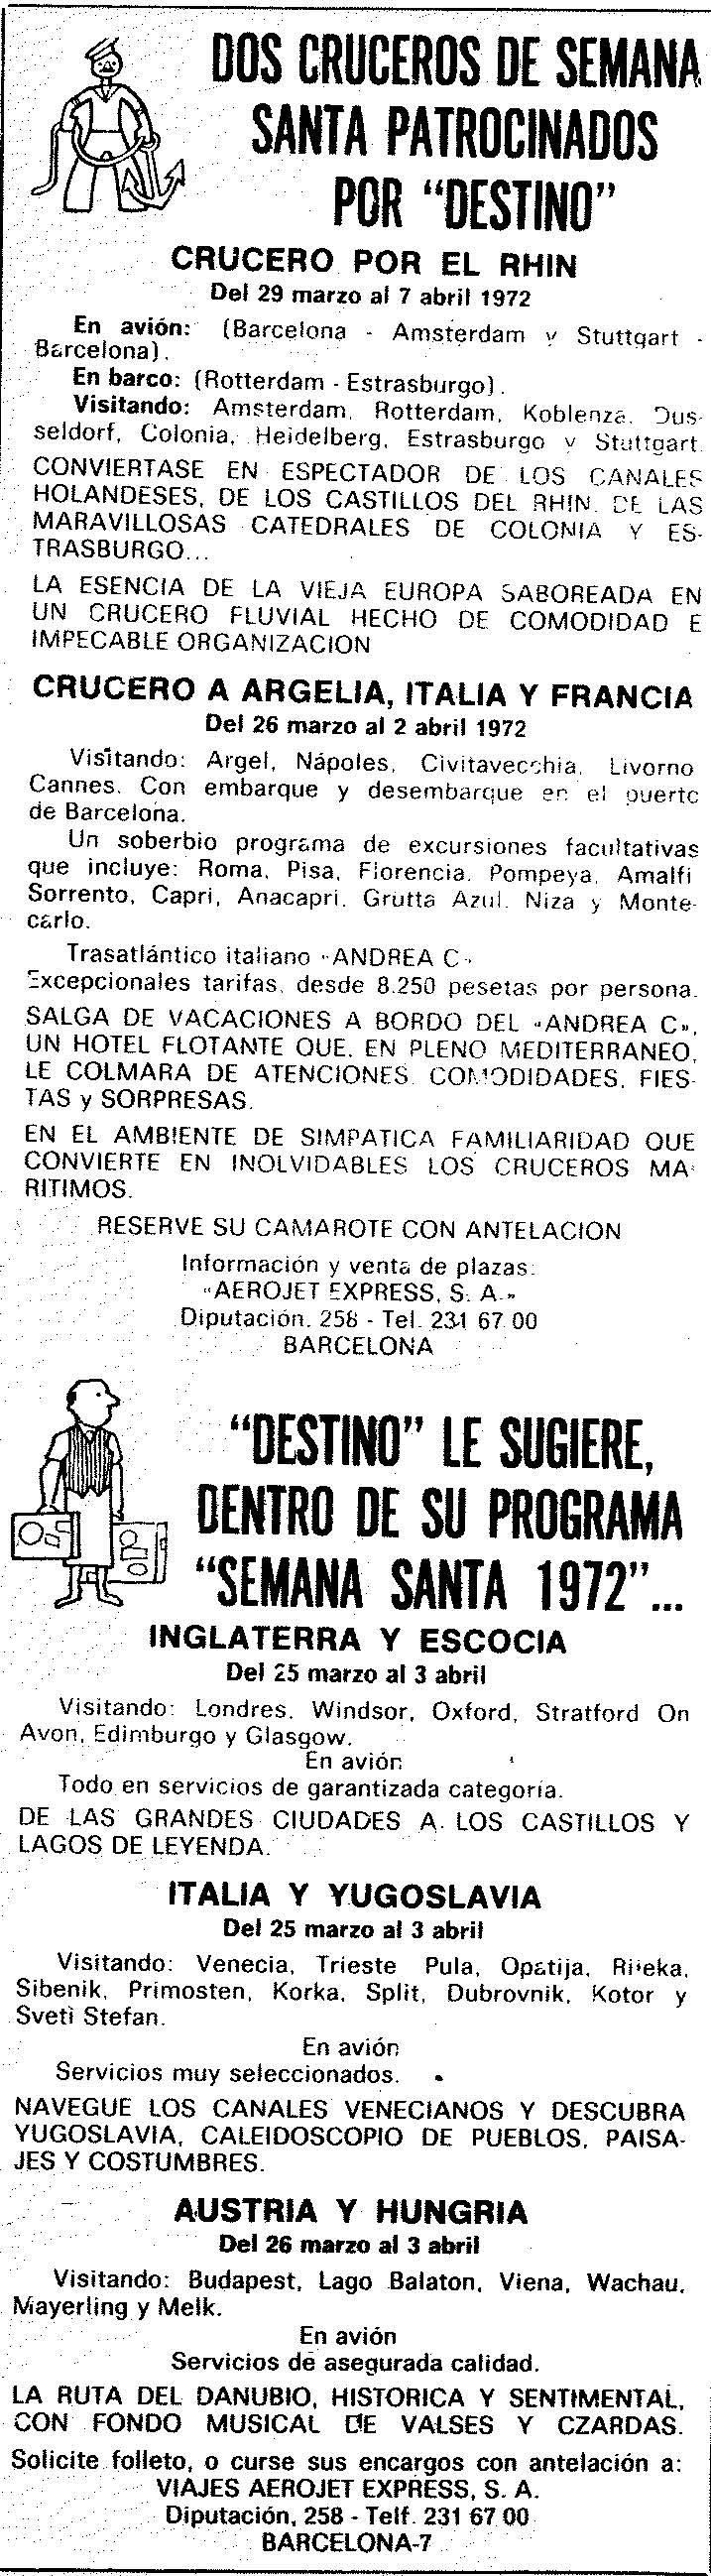 DOS CRUCEROS DE SEMANA
SANTA PATROCINADOS
POR "DESTINO"
CRUCERO POR EL RHIN
Del 29 marzo al 7 abril 1972
En avión: (Barcelona - Amsterdam y Stuttgart -
Barcelona).
En barco: (Rotterdam - Estrasburgo).
Visitando: Amsterdam, Rotterdam, Koblenza, Dus-
seldorf, Colonia, Heidelberg, Estrasburgo y Stuttgart.
CONVIERTASE EN ESPECTADOR DE LOS CANALES
HOLANDESES, DE LOS CASTILLOS DEL RHIN, DE LAS
MARAVILLOSAS CATEDRALES DE COLONIA Y ES-
TRASBURGO...
LA ESENCIA DE LA VIEJA EUROPA SABOREADA EN
UN CRUCERO FLUVIAL HECHO DE COMODIDAD E
IMPECABLE ORGANIZACION
CRUCERO A ARGELIA, ITALIA Y FRANCIA
Del 26 marzo al 2 abril 1972
Visitando: Argel, Nápoles, Civitavecchia, Livorno
Cannes. Con embarque y desembarque en el puerto
de Barcelona.
Un soberbio programa de excursiones facultativas
que incluye: Roma, Pisa, Florencia, Pompeya, Amalfi
Sorrento, Capri, Anacapri, Grutta Azul, Niza y Monte-
carlo.
Trasatlántico italiano «ANDREA C»
Excepcionales tarifas, desde 8.250 pesetas por persona.
SALGA DE VACACIONES A BORDO DEL «ANDREA C»,
UN HOTEL FLOTANTE QUE, EN PLENO MEDITERRANEO,
LE COLMARA DE ATENCIONES, COMODIDADES, FIES-
TAS y SORPRESAS.
EN EL AMBIENTE DE SIMPATICA FAMILIARIDAD QUE
CONVIERTE EN INOLVIDABLES LOS CRUCEROS MA-
RITIMOS.
RESERVE SU CAMAROTE CON ANTELACION
Información y venta de plazas:
«AEROJET EXPRESS, S. A.»
Diputación, 258 - Tel. 231 67 00
BARCELONA
"DESTINO" LE SUGIERE,
DENTRO DE SU PROGRAMA
"SEMANA SANTA 1972"...
INGLATERRA Y ESCOCIA
Del 25 marzo al 3 abril
Visitando: Londres, Windsor, Oxford, Stratford On
Avon, Edimburgo y Glasgow.
En avión
Todo en servicios de garantizada categoría.
DE LAS GRANDES CIUDADES A LOS CASTILLOS Y
LAGOS DE LEYENDA.
ITALIA Y YUGOSLAVIA
Del 25 marzo al 3 abril
Visitando: Venecia, Trieste Pula, Opatija, Rijeka,
Sibenik, Primosten, Korka, Split, Dubrovnik, Kotor y
Sveti Stefan.
En avión
Servicios muy seleccionados.
NAVEGUE LOS CANALES VENECIANOS Y DESCUBRA
YUGOSLAVIA, CALEIDOSCOPIO DE PUEBLOS, PAISA-
JES Y COSTUMBRES.
AUSTRIA Y HUNGRIA
Del 26 marzo al 3 abril
Visitando: Budapest, Lago Balaton, Viena, Wachau,
Mayerling y Melk.
En avión
Servicios de asegurada calidad.
LA RUTA DEL DANUBIO, HISTORICA Y SENTIMENTAL,
CON FONDO MUSICAL DE VALSES Y CZARDAS.
Solicite folleto, o curse sus encargos con antelación a:
VIAJES AEROJET EXPRESS, S. A.
Diputación, 258 - Telf. 231 67 00
BARCELONA-7